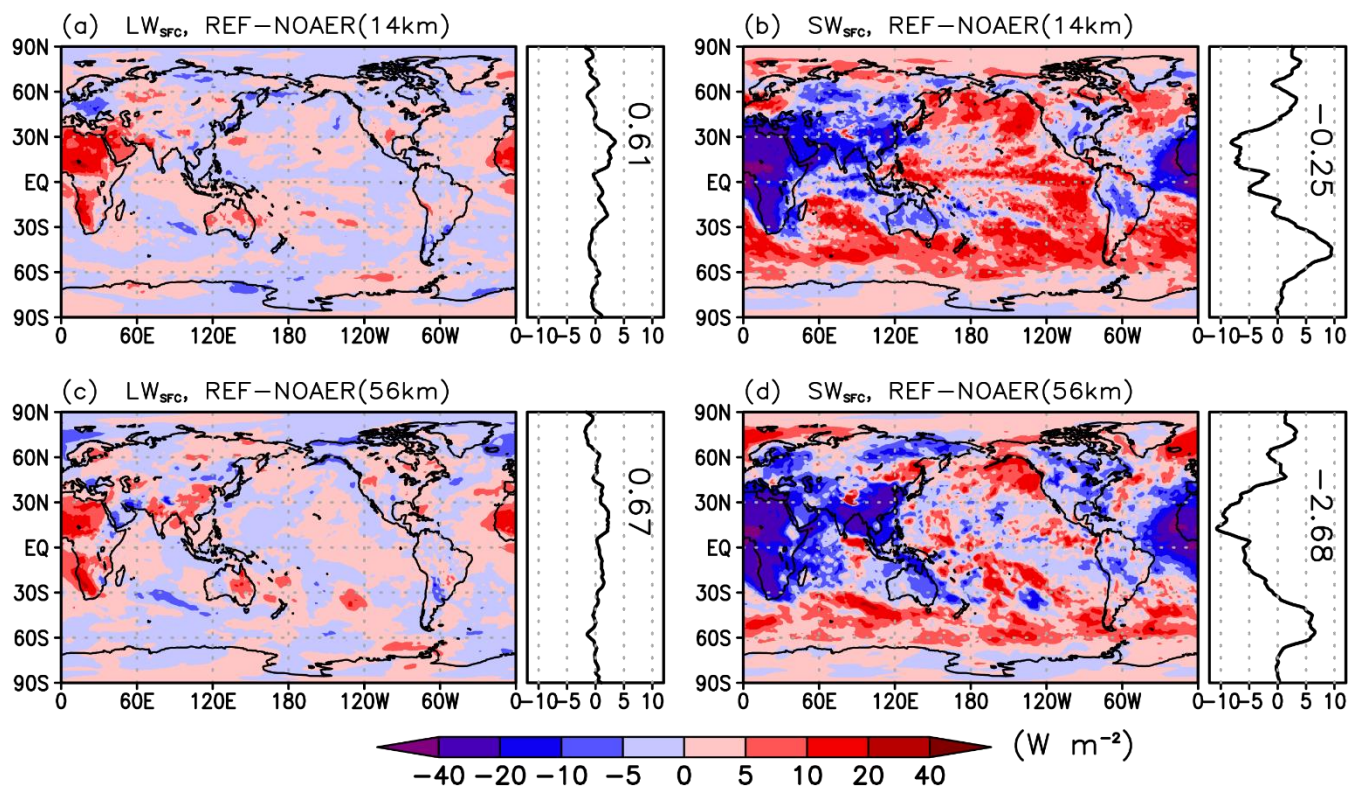 (a) LWSFC, REF−NOAER(14km)
90N
60N
30N
EQ
30S
60S
90S
0 60E 120E 180 120W 60W 0
−10−5 0 5 10
0.61
(b) SWSFC, REF−NOAER(14km)
90N
60N
30N
EQ
30S
60S
90S
0 60E 120E 180 120W 60W 0
−10−5 0 5 10
−0.25
(c) LWSFC, REF−NOAER(56km)
90N
60N
30N
EQ
30S
60S
90S
0 60E 120E 180 120W 60W 0
−10−5 0 5 10
0.67
(d) SWSFC, REF−NOAER(56km)
90N
60N
30N
EQ
30S
60S
90S
0 60E 120E 180 120W 60W 0
−10−5 0 5 10
−2.68
−40 −20 −10 −5 0 5 10 20 40
(W m⁻²)